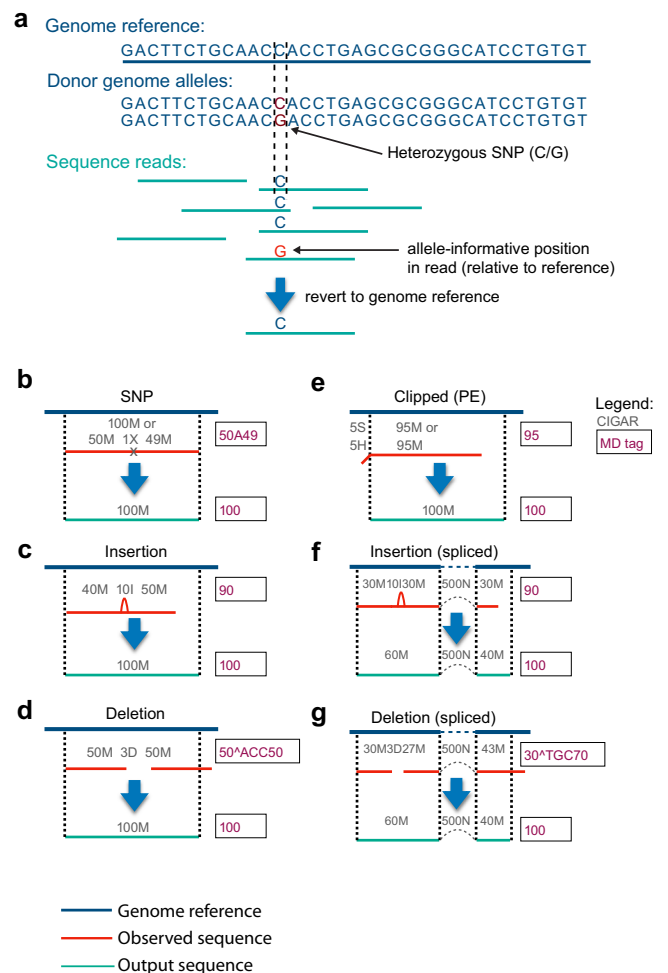 a
Genome reference:
GACTTCTGCAACCACCTGAGCGCGGGCATCCTGTGT
Donor genome alleles:
GACTTCTGCAACCACCTGAGCGCGGGCATCCTGTGT
GACTTCTGCAACGACCTGAGCGCGGGCATCCTGTGT
Heterozygous SNP (C/G)
Sequence reads:
C
C
C
G
allele-informative position
in read (relative to reference)
revert to genome reference
C
b
SNP
100M or
50M 1X 49M
X
50A49
100M
100
e
Clipped (PE)
5S 95M or
5H 95M
95
100M
100
Legend:
CIGAR
MD tag
c
Insertion
40M 10I 50M
90
100M
100
f
Insertion (spliced)
30M10I30M 500N 30M
90
60M 500N 40M
100
d
Deletion
50M 3D 50M
50^ACC50
100M
100
g
Deletion (spliced)
30M3D27M 500N 43M
30^TGC70
60M 500N 40M
100
Genome reference
Observed sequence
Output sequence